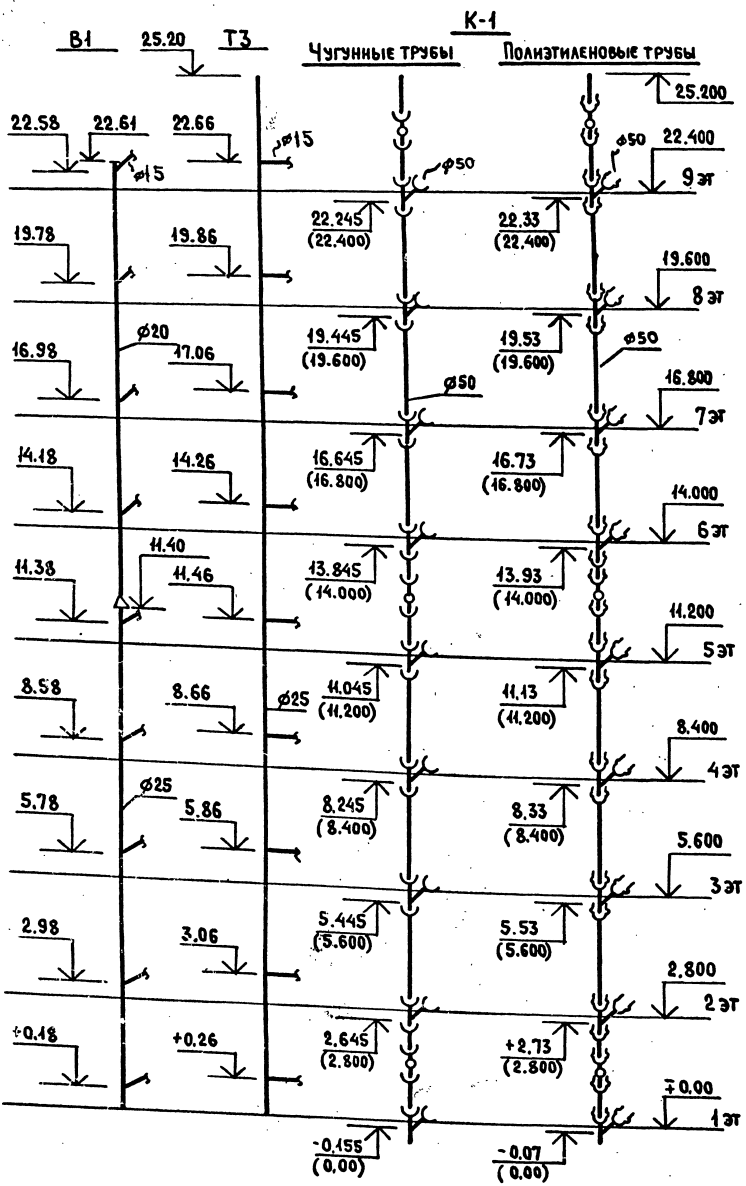 К-1
В1
25.20
Т3
Чугунные трубы
Полиэтиленовые трубы
25.200
22.58
22.61
22.66
ø15
ø15
ø50
ø50
22.400
9 эт
22.245
(22.400)
22.33
(22.400)
19.78
19.86
19.600
8 эт
19.445
(19.600)
19.53
(19.600)
ø20
ø50
16.98
17.06
ø50
16.800
7 эт
16.645
(16.800)
16.73
(16.800)
14.18
14.26
14.000
6 эт
13.845
(14.000)
13.93
(14.000)
11.38
11.40
11.46
11.200
5 эт
11.045
(11.200)
11.13
(11.200)
8.58
8.66
ø25
8.400
4 эт
ø25
5.78
5.86
8.245
(8.400)
8.33
(8.400)
5.600
3 эт
5.445
(5.600)
5.53
(5.600)
2.98
3.06
2.800
2 эт
2.645
(2.800)
+2.73
(2.800)
+0.18
+0.26
∓0.00
1 эт
-0.155
(0.00)
-0.07
(0.00)